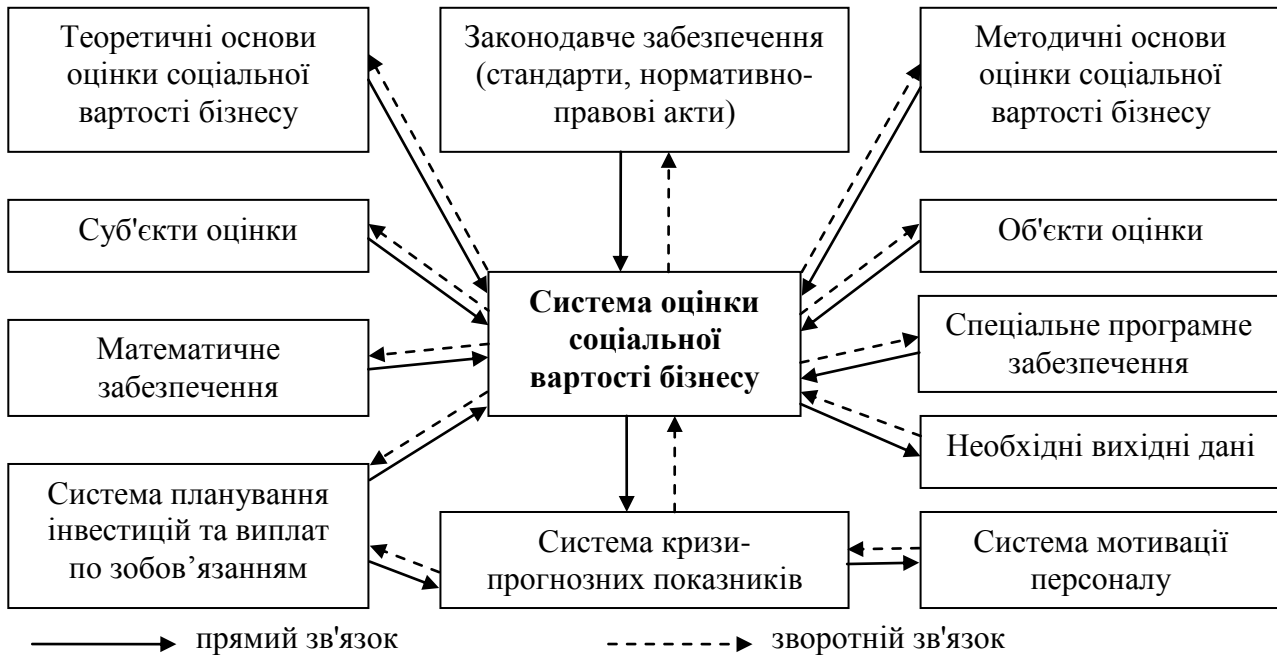 Теоретичні основи
оцінки соціальної
вартості бізнесу
Законодавче забезпечення
(стандарти, нормативно-
правові акти)
Методичні основи
оцінки соціальної
вартості бізнесу
Суб'єкти оцінки
Об'єкти оцінки
Система оцінки
соціальної
вартості бізнесу
Математичне
забезпечення
Спеціальне програмне
забезпечення
Необхідні вихідні дані
Система планування
інвестицій та виплат
по зобов’язанням
Система кризи-
прогнозних показників
Система мотивації
персоналу
прямий зв'язок
зворотній зв'язок